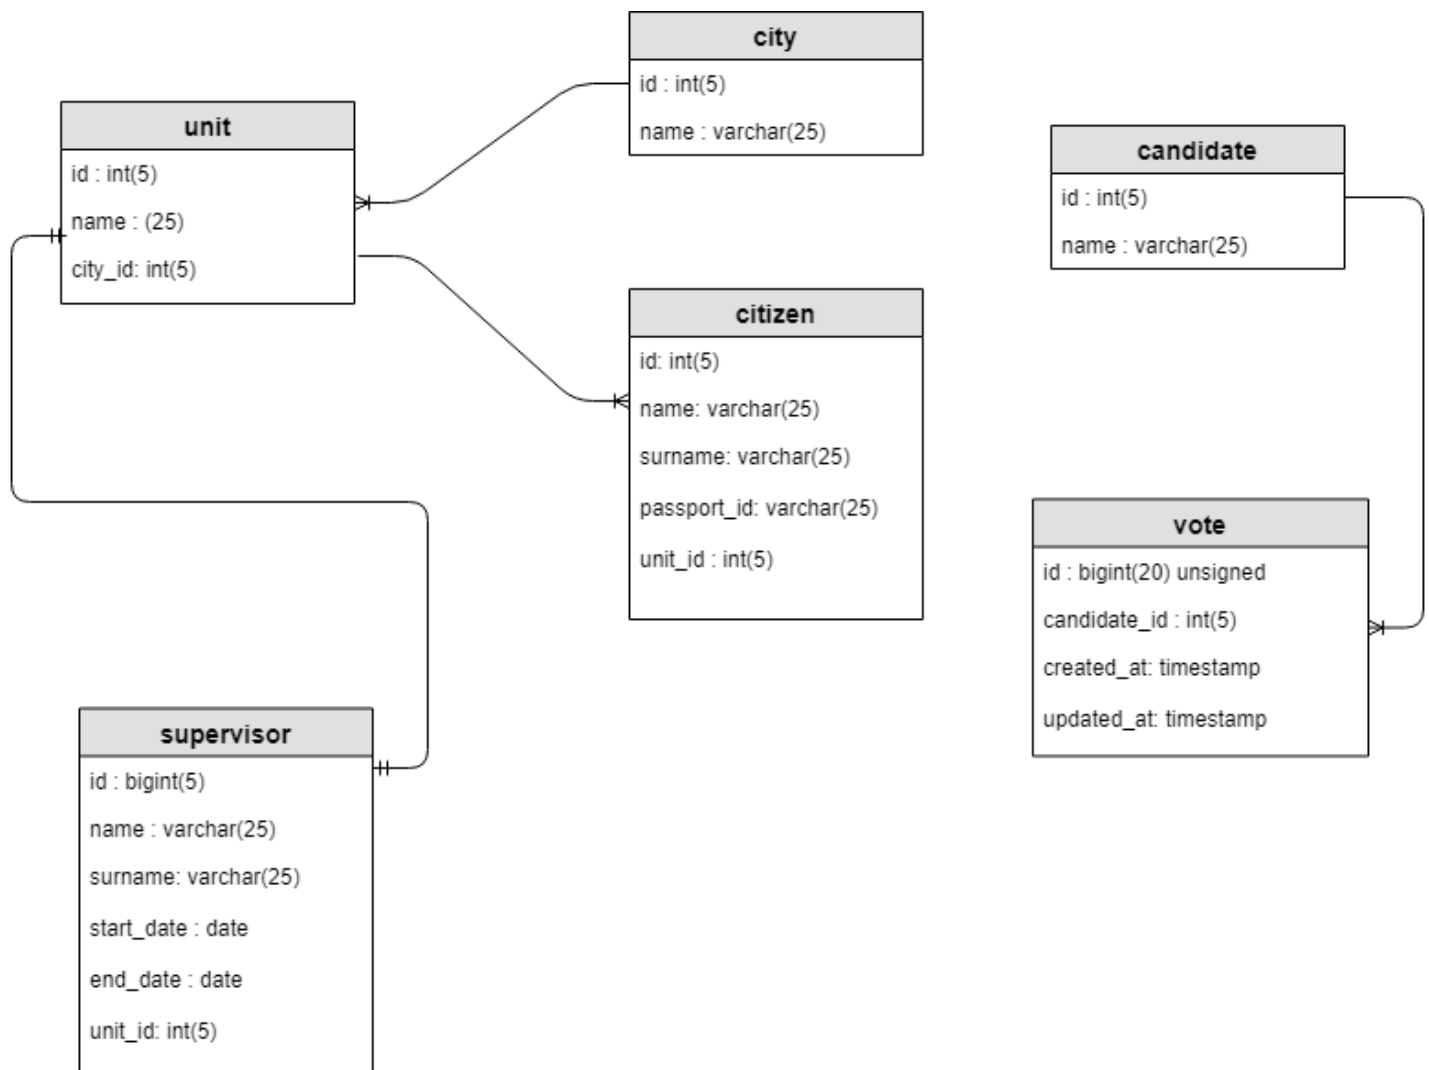 city
id : int(5)
name : varchar(25)
unit
id : int(5)
name : (25)
city_id: int(5)
candidate
id : int(5)
name : varchar(25)
citizen
id: int(5)
name: varchar(25)
surname: varchar(25)
passport_id: varchar(25)
unit_id : int(5)
vote
id : bigint(20) unsigned
candidate_id : int(5)
created_at: timestamp
updated_at: timestamp
supervisor
id : bigint(5)
name : varchar(25)
surname: varchar(25)
start_date : date
end_date : date
unit_id: int(5)